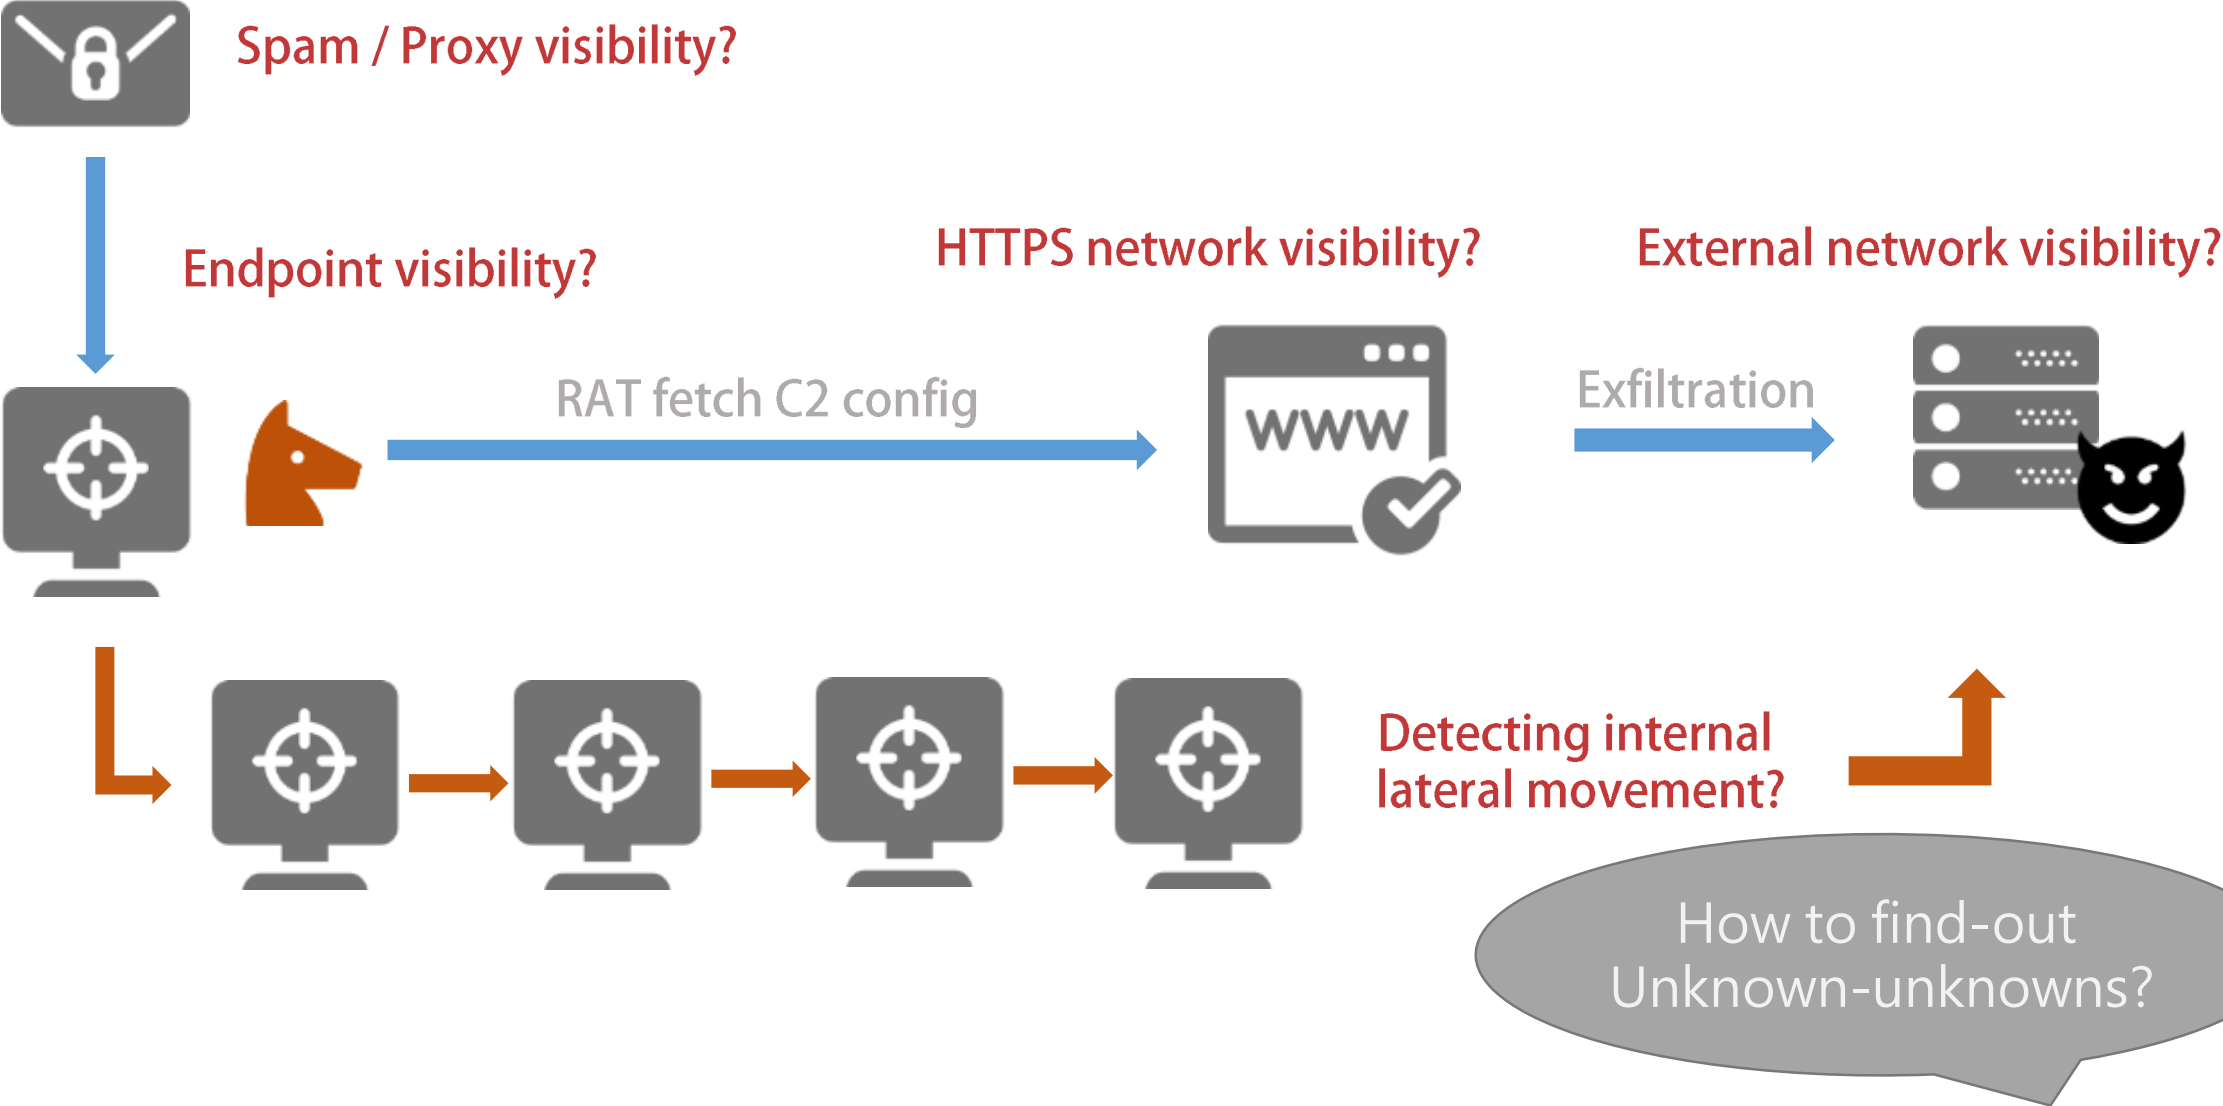 Spam / Proxy visibility?
Endpoint visibility?
HTTPS network visibility?
External network visibility?
RAT fetch C2 config
Exfiltration
www
Detecting internal
lateral movement?
How to find-out
Unknown-unknowns?